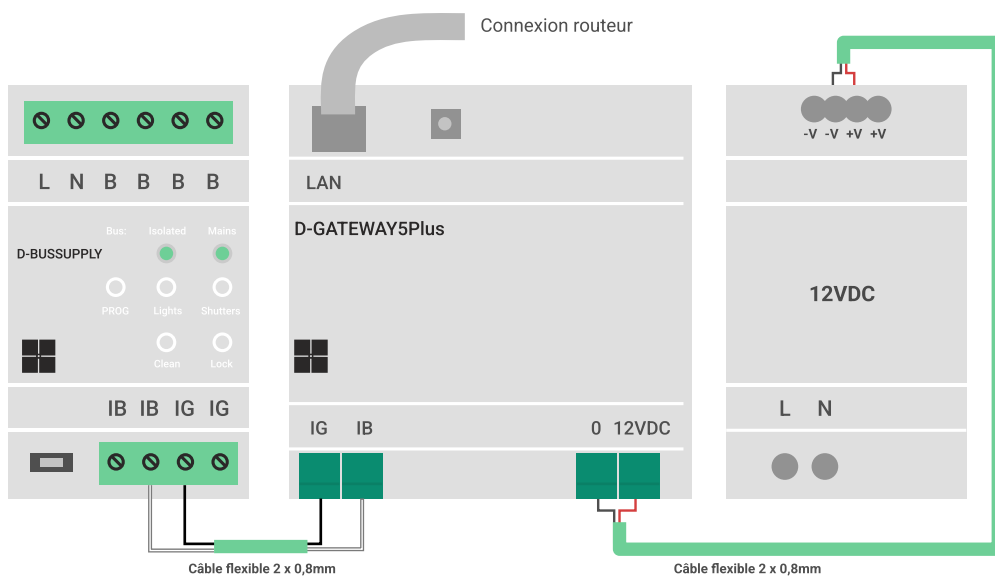 Connexion routeur
-V -V +V +V
L N B B B B
LAN
Bus: Isolated Mains
D-BUSSUPPLY
D-GATEWAY5Plus
PROG Lights Shutters
12VDC
Clean Lock
IB IB IG IG
IG IB
0 12VDC
L N
Câble flexible 2 x 0,8mm
Câble flexible 2 x 0,8mm